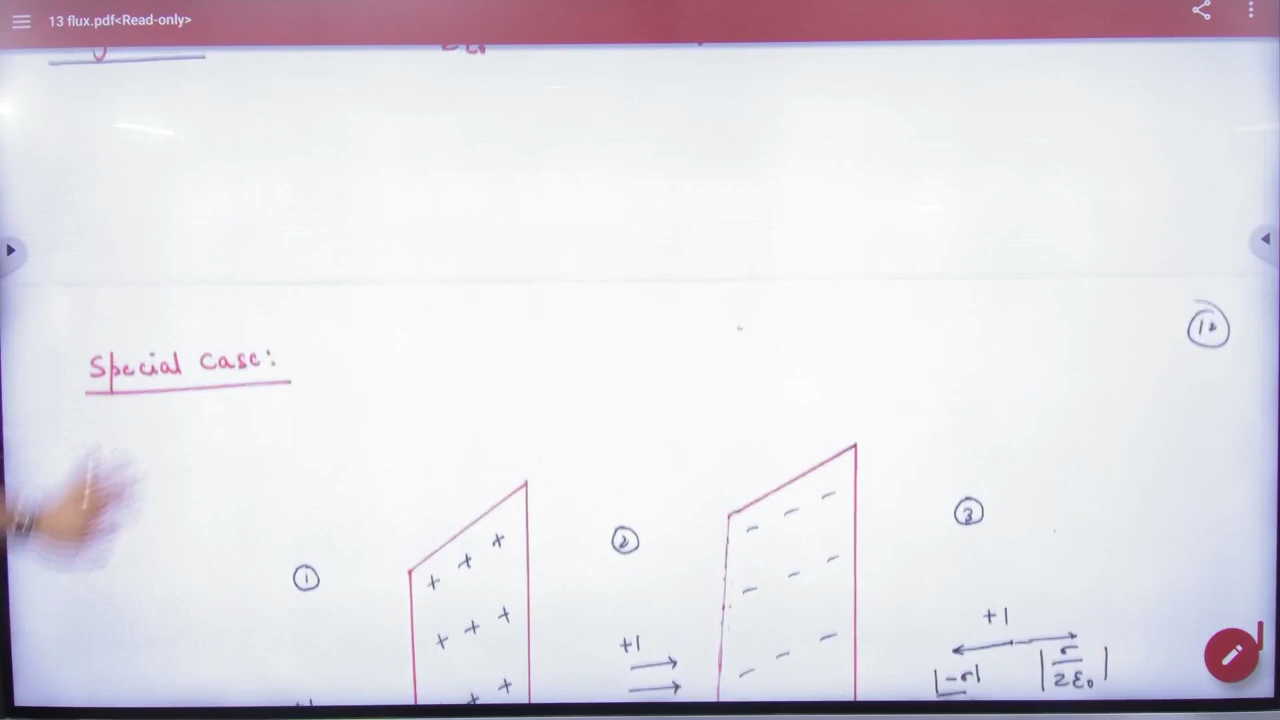 13 flux.pdf<Read-only>
Special Case:
①
②
③
+ + +
+ + +
+ +
- - -
- - -
- - -
+1
+1
|-σ|
|σ/2ε₀|